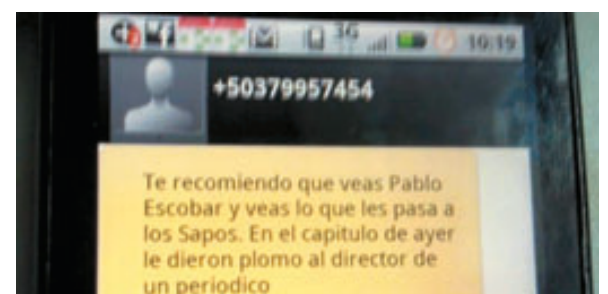 3G 10:19
+50379957454
Te recomiendo que veas Pablo
Escobar y veas lo que les pasa a
los Sapos. En el capitulo de ayer
le dieron plomo al director de
un periodico